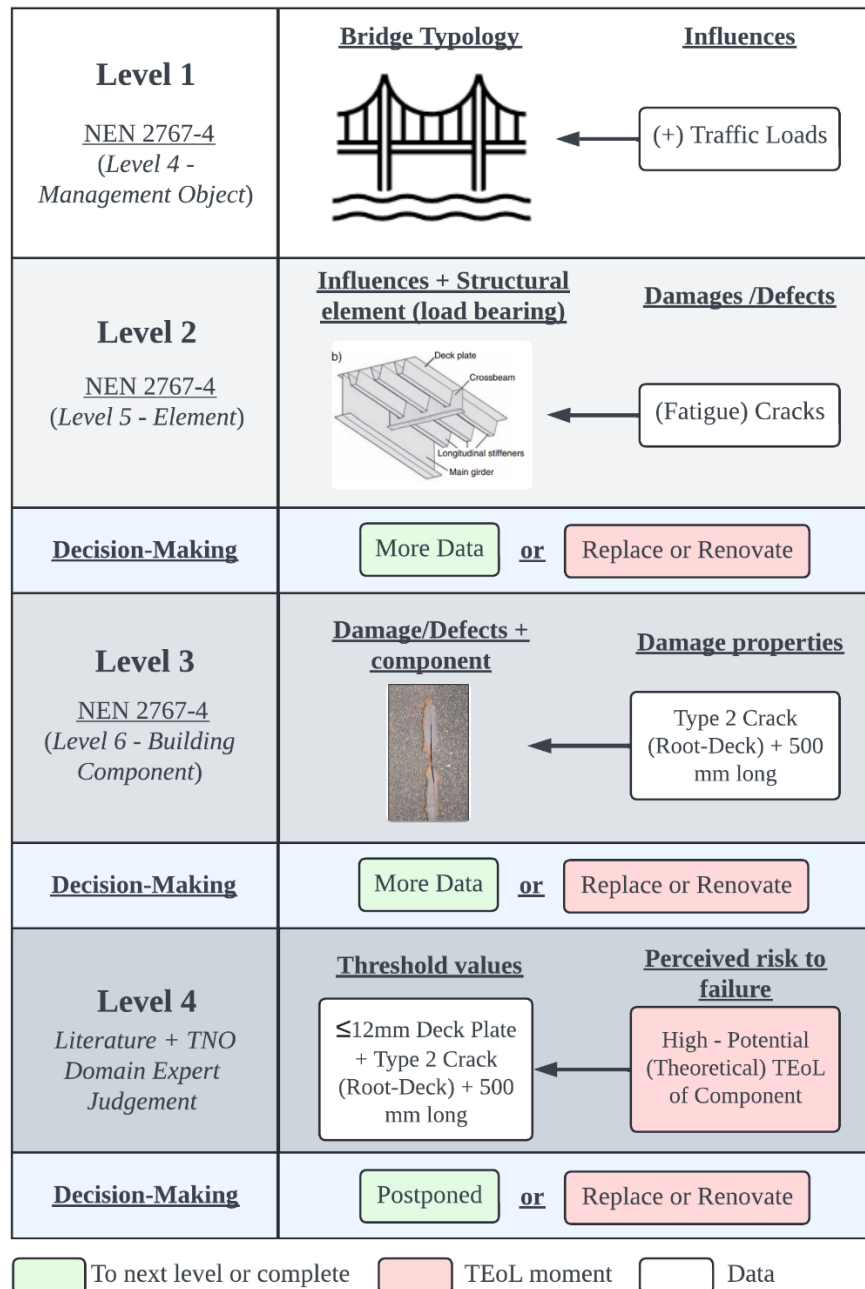 Level 1
NEN 2767-4
(Level 4 -
Management Object)
Bridge Typology
Influences
(+) Traffic Loads
Level 2
NEN 2767-4
(Level 5 - Element)
Influences + Structural
element (load bearing)
b)
Deck plate
Crossbeam
Longitudinal stiffeners
Main girder
Damages /Defects
(Fatigue) Cracks
Decision-Making
More Data or Replace or Renovate
Level 3
NEN 2767-4
(Level 6 - Building
Component)
Damage/Defects +
component
Damage properties
Type 2 Crack
(Root-Deck) + 500
mm long
Decision-Making
More Data or Replace or Renovate
Level 4
Literature + TNO
Domain Expert
Judgement
Threshold values
≤12mm Deck Plate
+ Type 2 Crack
(Root-Deck) + 500
mm long
Perceived risk to
failure
High - Potential
(Theoretical) TEoL
of Component
Decision-Making
Postponed or Replace or Renovate
To next level or complete
TEoL moment
Data